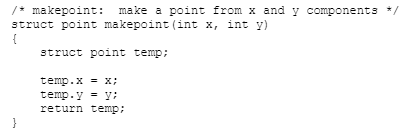 /* makepoint:  make a point from x and y components */
struct point makepoint(int x, int y)
{
    struct point temp;

    temp.x = x;
    temp.y = y;
    return temp;
}